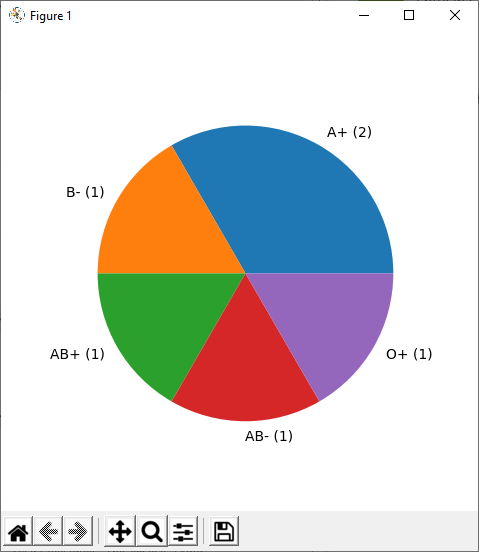 Figure 1
A+ (2)
B- (1)
AB+ (1)
O+ (1)
AB- (1)